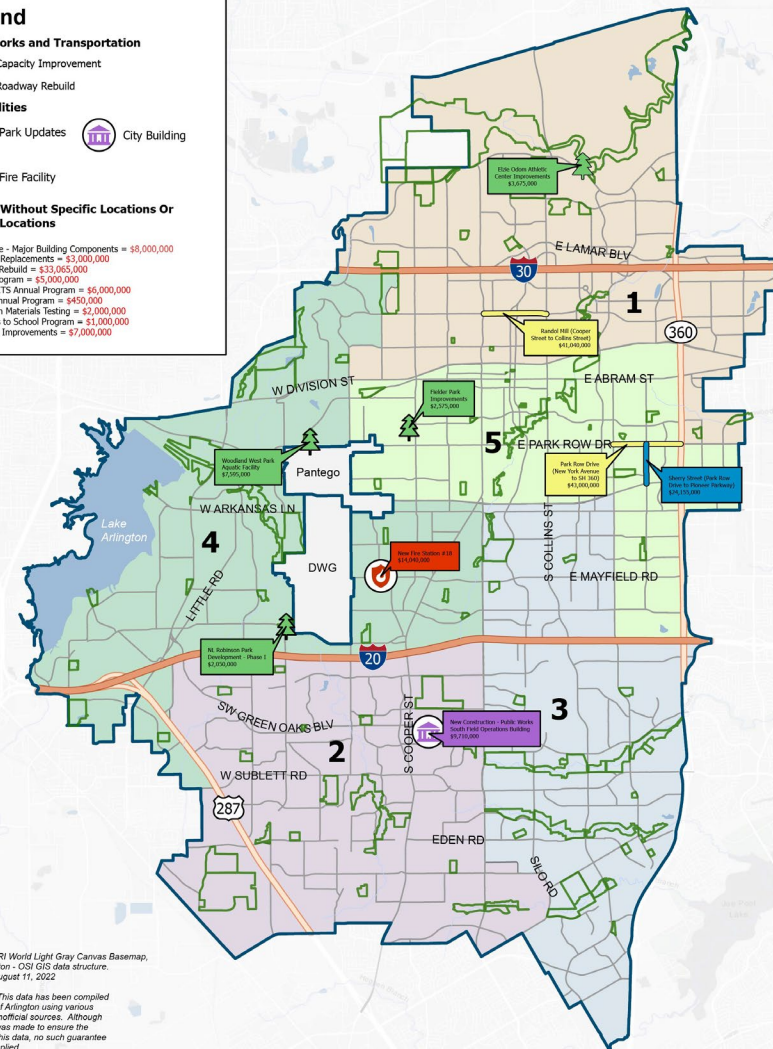 nd
orks and Transportation
Capacity Improvement
Roadway Rebuild
lities
Park Updates
City Building
Fire Facility
Without Specific Locations Or
Locations
e - Major Building Components = $8,000,000
Replacements = $3,000,000
Rebuild = $33,065,000
ogram = $5,000,000
ETS Annual Program = $6,000,000
nnual Program = $450,000
n Materials Testing = $2,000,000
s to School Program = $1,000,000
Improvements = $7,000,000
Elzie Odom Athletic
Center Improvements
$3,675,000
E LAMAR BLV
30
1
Randol Mill (Cooper
Street to Collins Street)
$41,040,000
360
W DIVISION ST
E ABRAM ST
Fielder Park
Improvements
$2,575,000
5
E PARK ROW DR
Woodland West Park
Aquatic Facility
$7,595,000
Pantego
Park Row Drive
(New York Avenue
to SH 360)
$43,000,000
Sherry Street (Park Row
Drive to Pioneer Parkway)
$24,155,000
W ARKANSAS LN
Lake
Arlington
4
S COLLINS ST
New Fire Station #18
$14,040,000
DWG
E MAYFIELD RD
LITTLE RD
NL Robinson Park
Development - Phase I
$2,050,000
20
3
SW GREEN OAKS BLV
S COOPER ST
New Construction - Public Works
South Field Operations Building
$9,710,000
2
W SUBLETT RD
287
EDEN RD
SILO RD
Joe Pool
Lake
RI World Light Gray Canvas Basemap,
ton - OSI GIS data structure.
ugust 11, 2022
This data has been compiled
of Arlington using various
nofficial sources. Although
was made to ensure the
his data, no such guarantee
plied.